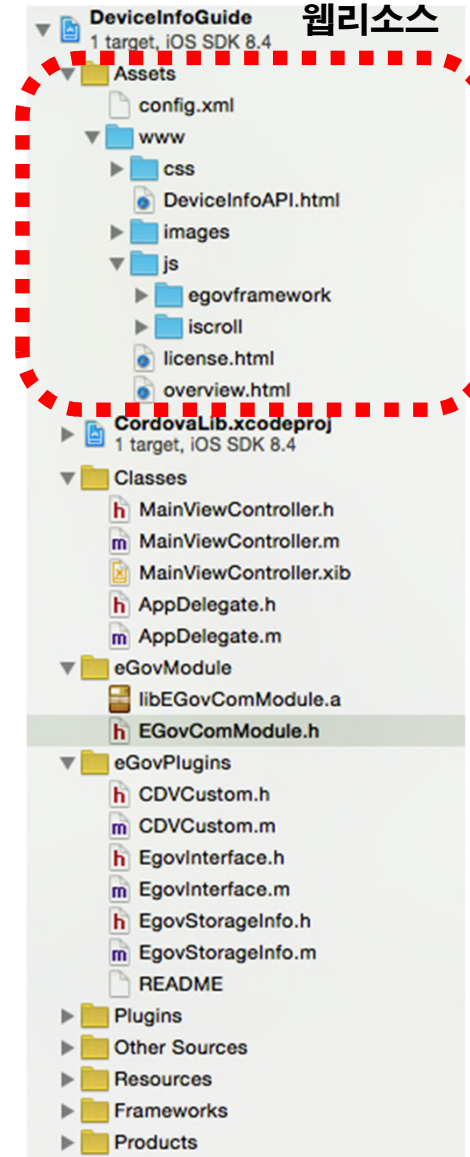 DeviceInfoGuide 웹리소스
1 target, iOS SDK 8.4
Assets
config.xml
www
css
DeviceInfoAPI.html
images
js
egovframework
iscroll
license.html
overview.html
CordovaLib.xcodeproj
1 target, iOS SDK 8.4
Classes
h MainViewController.h
m MainViewController.m
MainViewController.xib
h AppDelegate.h
m AppDelegate.m
eGovModule
libEGovComModule.a
h EGovComModule.h
eGovPlugins
h CDVCustom.h
m CDVCustom.m
h EgovInterface.h
m EgovInterface.m
h EgovStorageInfo.h
m EgovStorageInfo.m
README
Plugins
Other Sources
Resources
Frameworks
Products